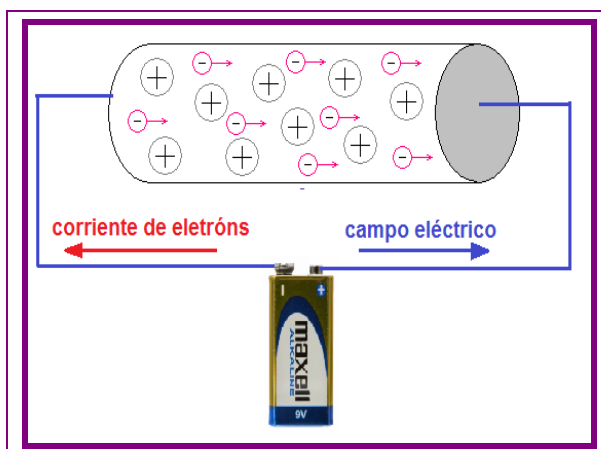 corriente de eletróns
campo eléctrico
maxell
ALKALINE
9V